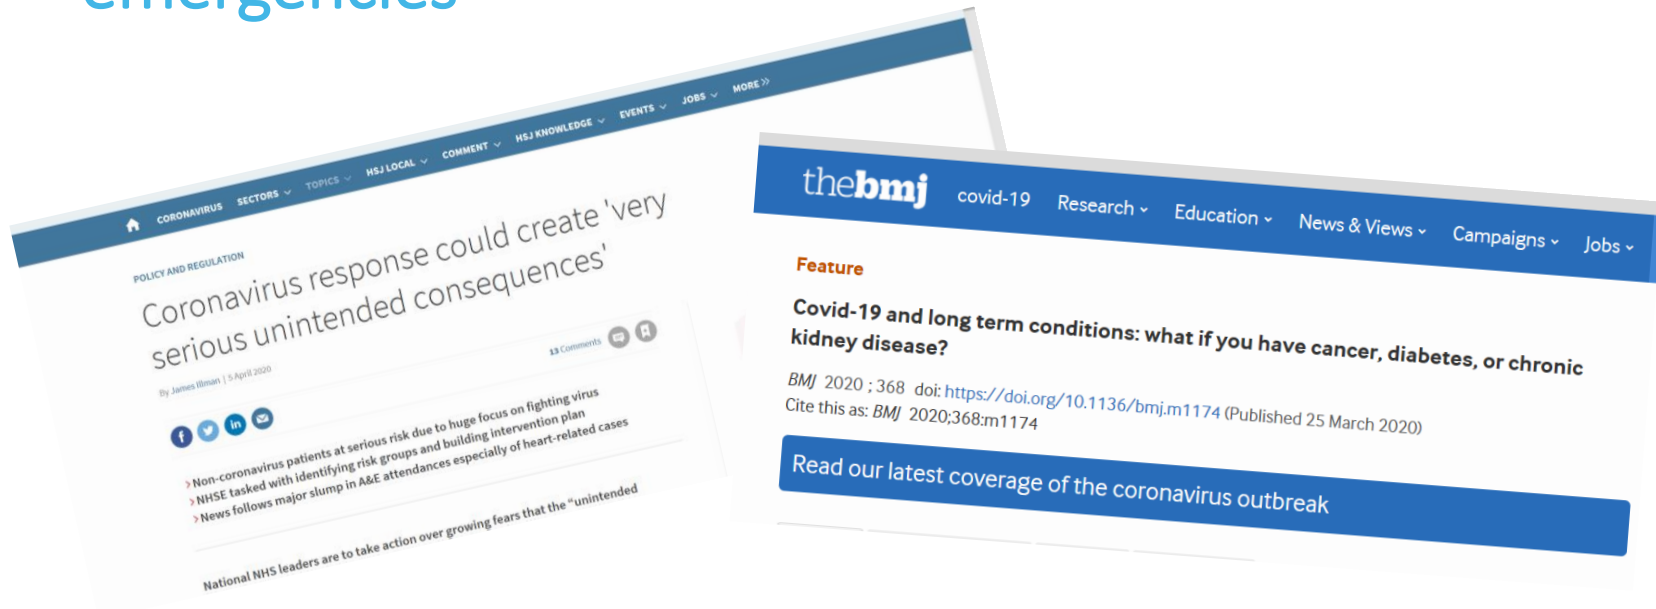 emergencies
CORONAVIRUS SECTORS TOPICS HSJ LOCAL COMMENT HSJ KNOWLEDGE EVENTS JOBS MORE »
POLICY AND REGULATION
Coronavirus response could create 'very
serious unintended consequences'
By James Illman | 5 April 2020
13 Comments
f in
> Non-coronavirus patients at serious risk due to huge focus on fighting virus
> NHSE tasked with identifying risk groups and building intervention plan
> News follows major slump in A&E attendances especially of heart-related cases
National NHS leaders are to take action over growing fears that the “unintended
thebmj covid-19 Research Education News & Views Campaigns Jobs
Feature
Covid-19 and long term conditions: what if you have cancer, diabetes, or chronic
kidney disease?
BMJ 2020 ; 368 doi: https://doi.org/10.1136/bmj.m1174 (Published 25 March 2020)
Cite this as: BMJ 2020;368:m1174
Read our latest coverage of the coronavirus outbreak